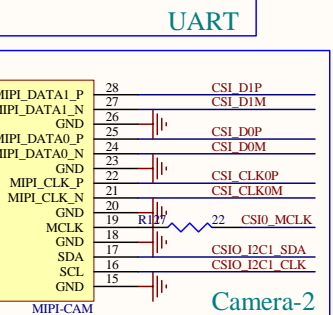 UART
MIPI_DATA1_P 28 CSI_D1P
MIPI_DATA1_N 27 CSI_D1M
GND 26
MIPI_DATA0_P 25 CSI_D0P
MIPI_DATA0_N 24 CSI_D0M
GND 23
MIPI_CLK_P 22 CSI_CLK0P
MIPI_CLK_N 21 CSI_CLK0M
GND 20
MCLK 19 R127 22 CSI0_MCLK
GND 18
SDA 17 CSIO_I2C1_SDA
SCL 16 CSIO_I2C1_CLK
GND 15
MIPI-CAM
Camera-2